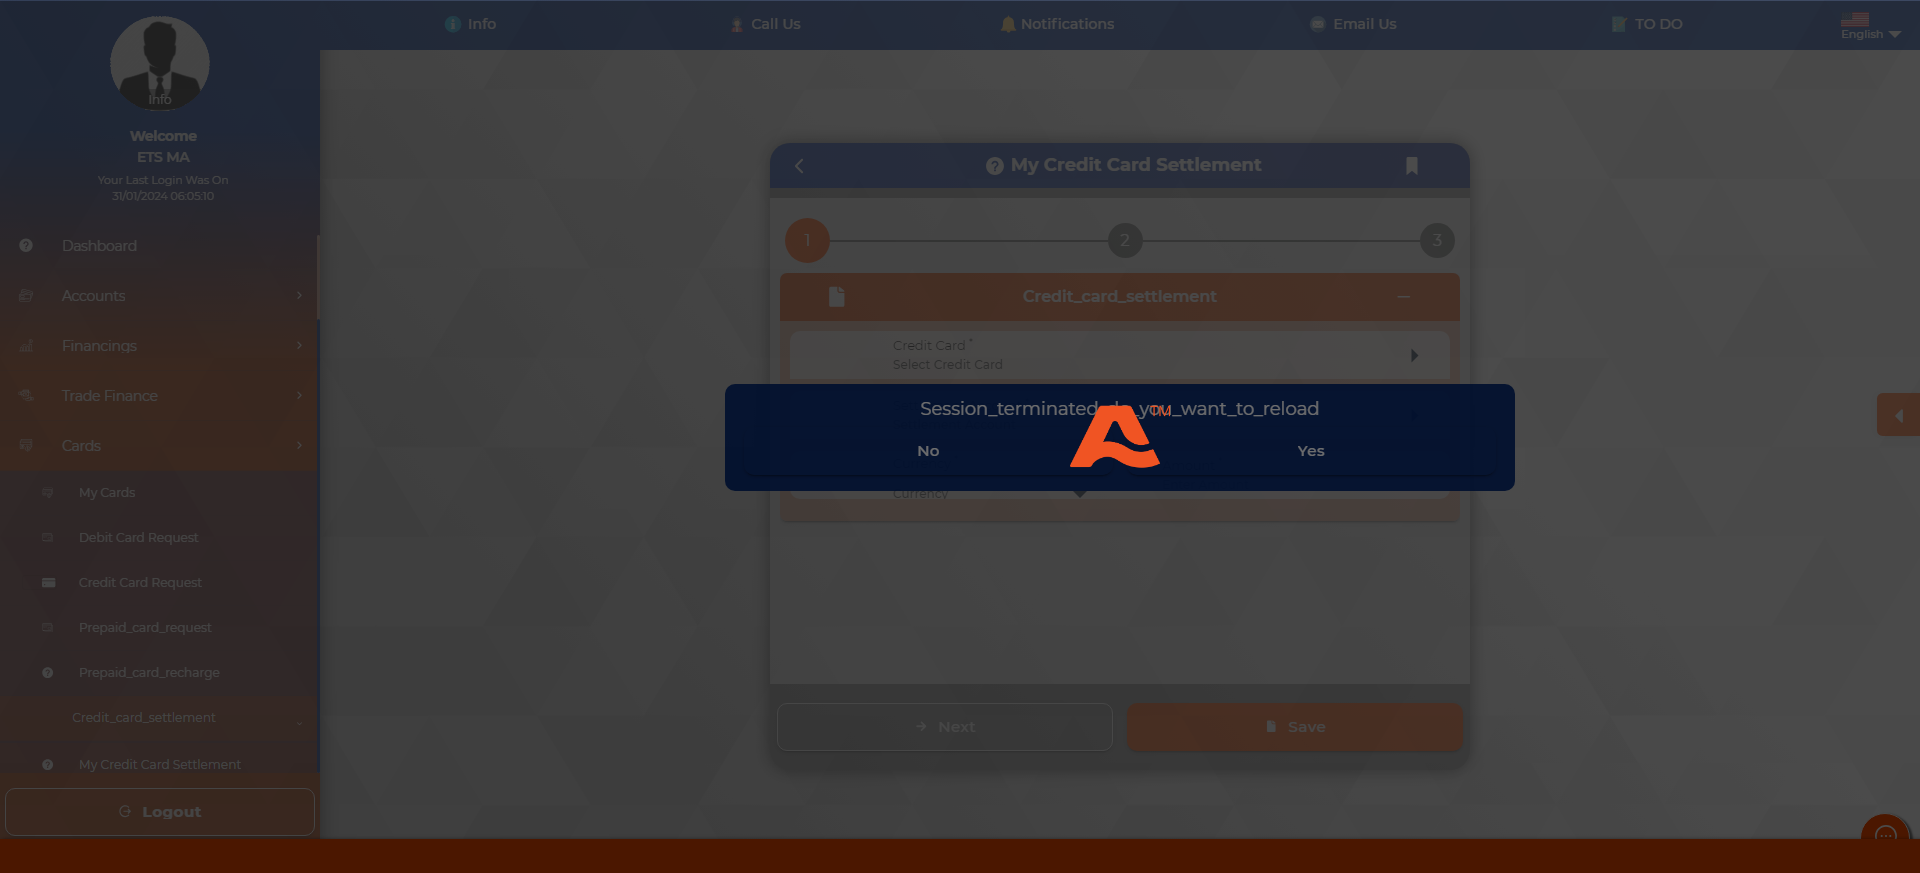 Info
Call Us
Notifications
Email Us
TO DO
English
Info
Welcome
ETS MA
Your Last Login Was On
31/01/2024 06:05:10
Dashboard
Accounts
Financings
Trade Finance
Cards
My Cards
Debit Card Request
Credit Card Request
Prepaid_card_request
Prepaid_card_recharge
Credit_card_settlement
My Credit Card Settlement
Logout
My Credit Card Settlement
1
2
3
Credit_card_settlement
Credit Card *
Select Credit Card
Session_terminated_do_you_want_to_reload
No
Yes
Currency
Next
Save